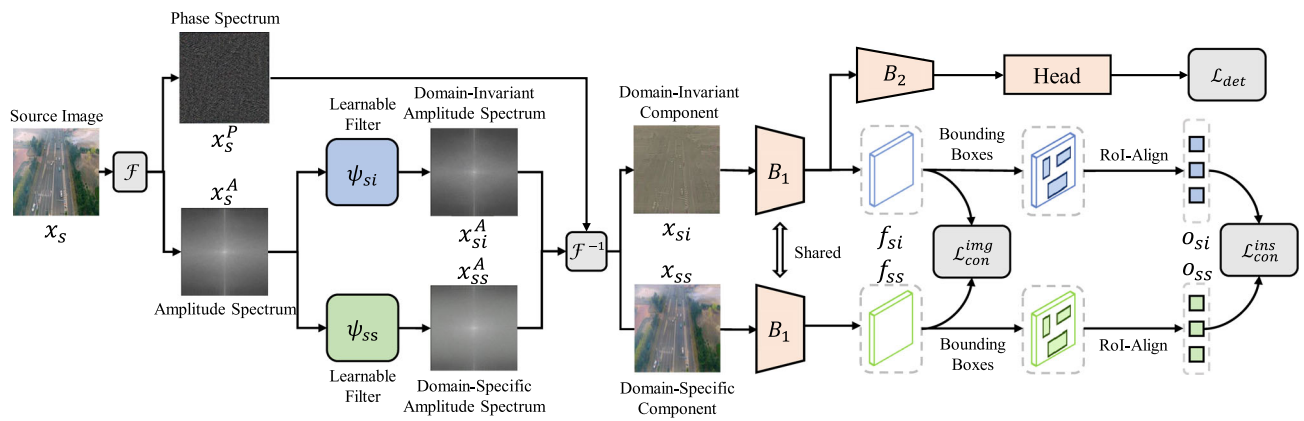 Phase Spectrum
Source Image
x_s
ℱ
x_s^P
x_s^A
Amplitude Spectrum
Learnable
Filter
ψ_si
ψ_ss
Learnable
Filter
Domain-Invariant
Amplitude Spectrum
x_si^A
x_ss^A
Domain-Specific
Amplitude Spectrum
ℱ^-1
Domain-Invariant
Component
x_si
x_ss
Domain-Specific
Component
B_1
Shared
B_1
B_2
Head
ℒ_det
f_si
f_ss
ℒ_con^img
Bounding
Boxes
Bounding
Boxes
RoI-Align
RoI-Align
o_si
o_ss
ℒ_con^ins